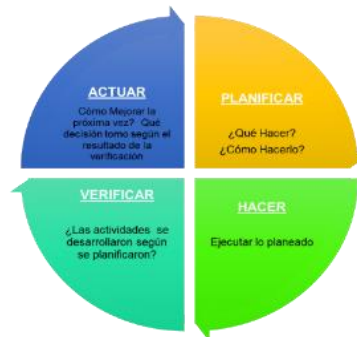 ACTUAR
Cómo Mejorar la
próxima vez? Qué
decisión tomo según el
resultado de la
verificación
PLANIFICAR
¿Qué Hacer?
¿Cómo Hacerlo?
VERIFICAR
¿Las actividades se
desarrollaron según
se planificaron?
HACER
Ejecutar lo planeado